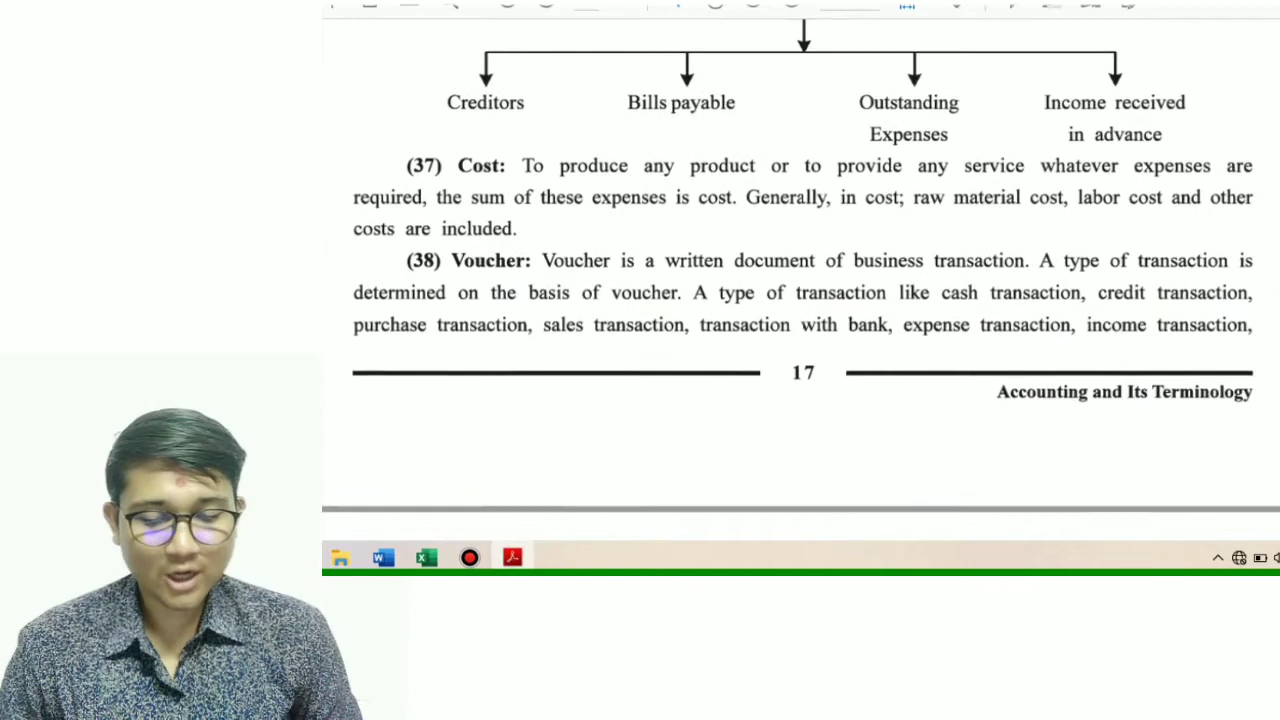 Creditors Bills payable Outstanding Expenses Income received in advance
(37) Cost: To produce any product or to provide any service whatever expenses are
required, the sum of these expenses is cost. Generally, in cost; raw material cost, labor cost and other
costs are included.
(38) Voucher: Voucher is a written document of business transaction. A type of transaction is
determined on the basis of voucher. A type of transaction like cash transaction, credit transaction,
purchase transaction, sales transaction, transaction with bank, expense transaction, income transaction,
17
Accounting and Its Terminology